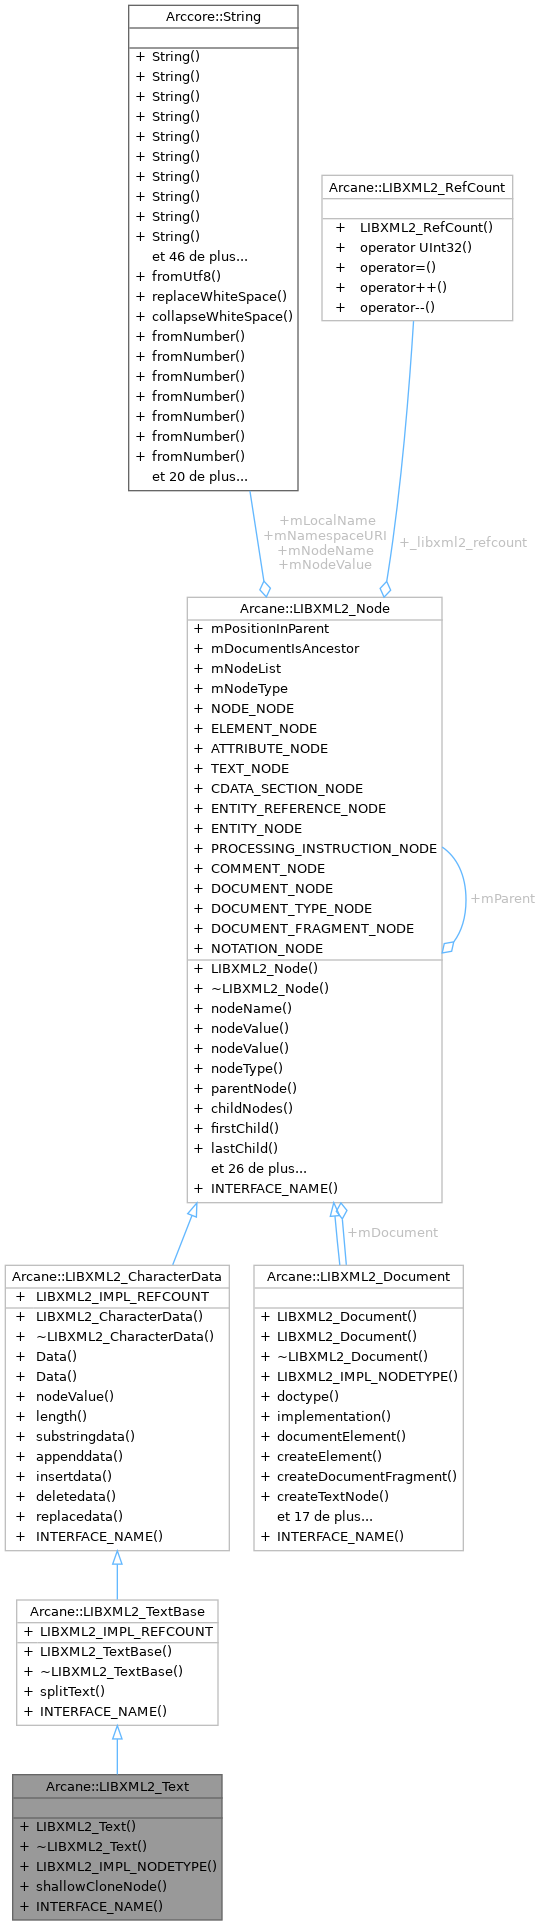 Arccore::String
+ String()
+ String()
+ String()
+ String()
+ String()
+ String()
+ String()
+ String()
+ String()
+ String()
et 46 de plus...
+ fromUtf8()
+ replaceWhiteSpace()
+ collapseWhiteSpace()
+ fromNumber()
+ fromNumber()
+ fromNumber()
+ fromNumber()
+ fromNumber()
+ fromNumber()
+ fromNumber()
et 20 de plus...
Arcane::LIBXML2_RefCount
+ LIBXML2_RefCount()
+ operator UInt32()
+ operator=()
+ operator++()
+ operator--()
+mLocalName
+mNamespaceURI
+mNodeName
+mNodeValue
+_libxml2_refcount
Arcane::LIBXML2_Node
+ mPositionInParent
+ mDocumentIsAncestor
+ mNodeList
+ mNodeType
+ NODE_NODE
+ ELEMENT_NODE
+ ATTRIBUTE_NODE
+ TEXT_NODE
+ CDATA_SECTION_NODE
+ ENTITY_REFERENCE_NODE
+ ENTITY_NODE
+ PROCESSING_INSTRUCTION_NODE
+ COMMENT_NODE
+ DOCUMENT_NODE
+ DOCUMENT_TYPE_NODE
+ DOCUMENT_FRAGMENT_NODE
+ NOTATION_NODE
+ LIBXML2_Node()
+ ~LIBXML2_Node()
+ nodeName()
+ nodeValue()
+ nodeValue()
+ nodeType()
+ parentNode()
+ childNodes()
+ firstChild()
+ lastChild()
et 26 de plus...
+ INTERFACE_NAME()
+mParent
+mDocument
Arcane::LIBXML2_CharacterData
+ LIBXML2_IMPL_REFCOUNT
+ LIBXML2_CharacterData()
+ ~LIBXML2_CharacterData()
+ Data()
+ Data()
+ nodeValue()
+ length()
+ substringdata()
+ appenddata()
+ insertdata()
+ deletedata()
+ replacedata()
+ INTERFACE_NAME()
Arcane::LIBXML2_Document
+ LIBXML2_Document()
+ LIBXML2_Document()
+ ~LIBXML2_Document()
+ LIBXML2_IMPL_NODETYPE()
+ doctype()
+ implementation()
+ documentElement()
+ createElement()
+ createDocumentFragment()
+ createTextNode()
et 17 de plus...
+ INTERFACE_NAME()
Arcane::LIBXML2_TextBase
+ LIBXML2_IMPL_REFCOUNT
+ LIBXML2_TextBase()
+ ~LIBXML2_TextBase()
+ splitText()
+ INTERFACE_NAME()
Arcane::LIBXML2_Text
+ LIBXML2_Text()
+ ~LIBXML2_Text()
+ LIBXML2_IMPL_NODETYPE()
+ shallowCloneNode()
+ INTERFACE_NAME()